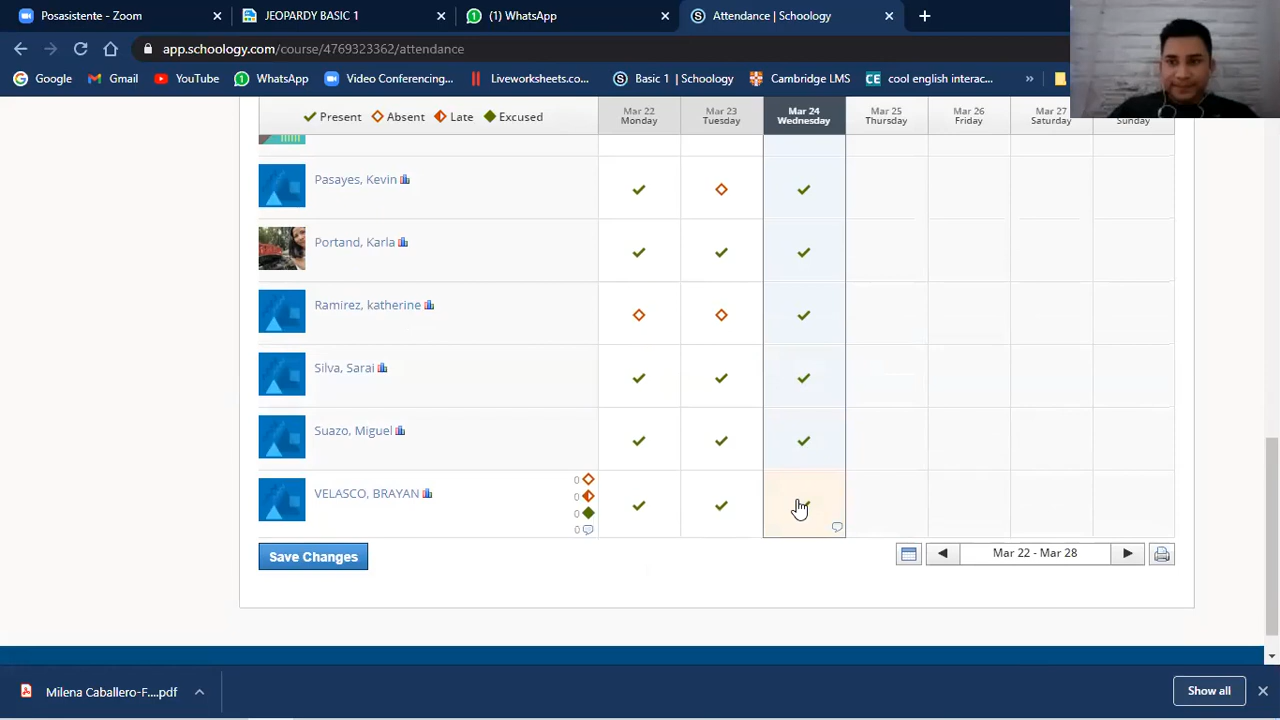 Posasistente - Zoom
JEOPARDY BASIC 1
(1) WhatsApp
Attendance | Schoology
app.schoology.com/course/4769323362/attendance
Google
Gmail
YouTube
WhatsApp
Video Conferencing...
Liveworksheets.co...
Basic 1 | Schoology
Cambridge LMS
CE
cool english interac...
»
Present
Absent
Late
Excused
Mar 22
Monday
Mar 23
Tuesday
Mar 24
Wednesday
Mar 25
Thursday
Mar 26
Friday
Mar 27
Saturday
Sunday
Pasayes, Kevin
Portand, Karla
Ramirez, katherine
Silva, Sarai
Suazo, Miguel
VELASCO, BRAYAN
0
0
0
0
Save Changes
Mar 22 - Mar 28
Milena Caballero-F....pdf
Show all